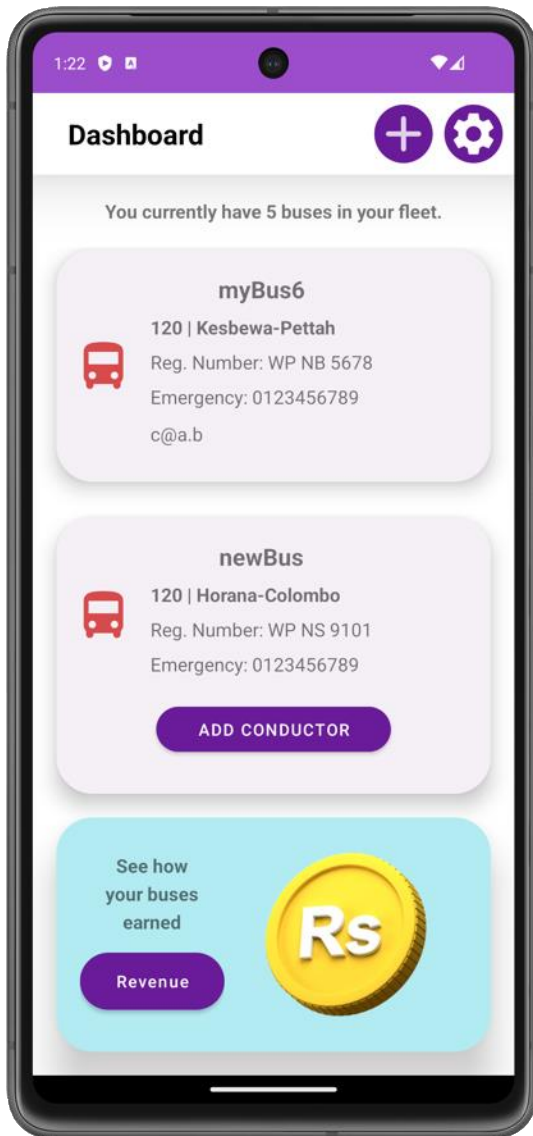 1:22
Dashboard
You currently have 5 buses in your fleet.
myBus6
120 | Kesbewa-Pettah
Reg. Number: WP NB 5678
Emergency: 0123456789
c@a.b
newBus
120 | Horana-Colombo
Reg. Number: WP NS 9101
Emergency: 0123456789
ADD CONDUCTOR
See how
your buses
earned
Rs
Revenue